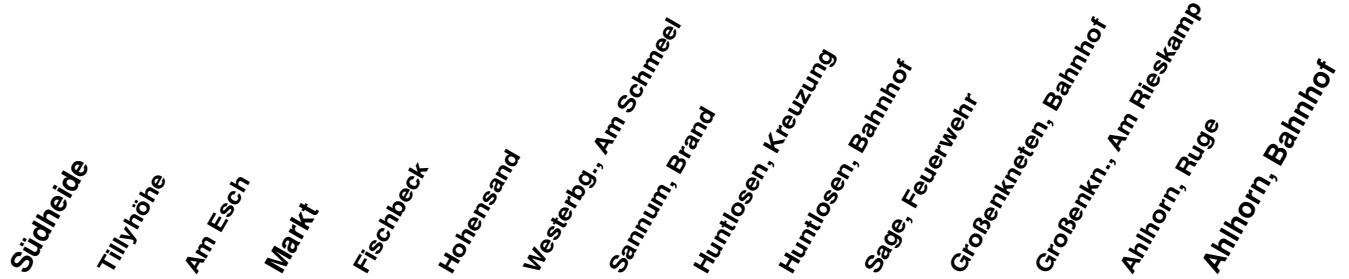 Südheide
Tillyhöhe
Am Esch
Markt
Fischbeck
Hohensand
Westerbg., Am Schmeel
Sannum, Brand
Huntlosen, Kreuzung
Huntlosen, Bahnhof
Sage, Feuerwehr
Großenkneten, Bahnhof
Großenkn., Am Rieskamp
Ahlhorn, Ruge
Ahlhorn, Bahnhof